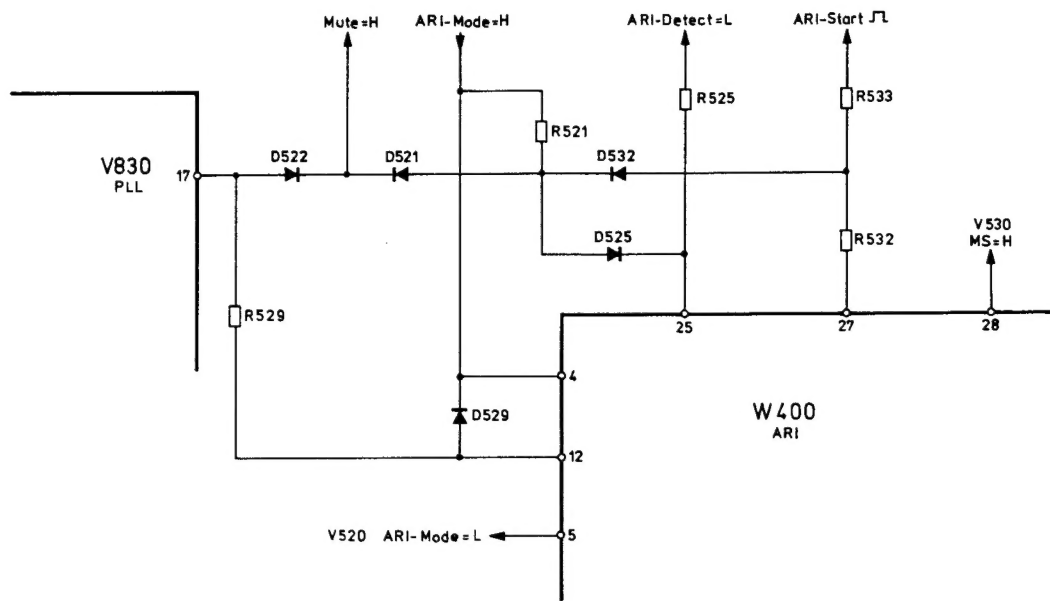 Mute=H
ARI-Mode=H
ARI-Detect=L
ARI-Start
R525
R533
R521
V830
PLL
17
D522
D521
D532
D525
R532
V530
MS=H
R529
25
27
28
4
D529
W400
ARI
12
V520 ARI-Mode=L
5